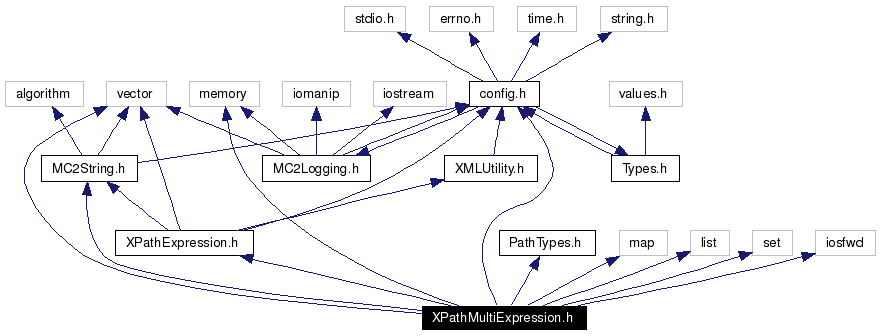 stdio.h
errno.h
time.h
string.h
algorithm
vector
memory
iomanip
iostream
config.h
values.h
MC2String.h
MC2Logging.h
XMLUtility.h
Types.h
XPathExpression.h
PathTypes.h
map
list
set
iosfwd
XPathMultiExpression.h